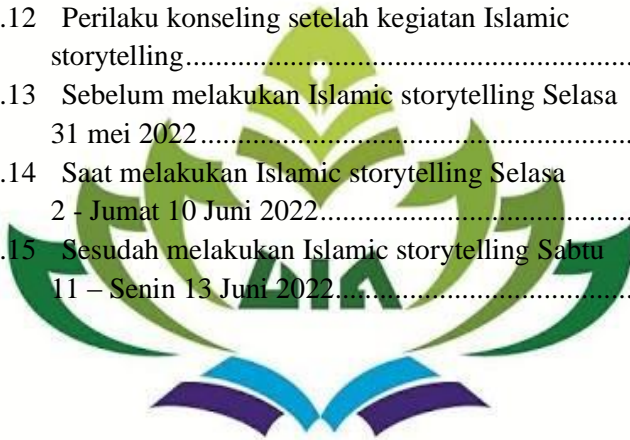 .12 Perilaku konseling setelah kegiatan Islamic
storytelling..........................................................
.13 Sebelum melakukan Islamic storytelling Selasa
31 mei 2022........................................................
.14 Saat melakukan Islamic storytelling Selasa
2 - Jumat 10 Juni 2022........................................
.15 Sesudah melakukan Islamic storytelling Sabtu
11 – Senin 13 Juni 2022......................................